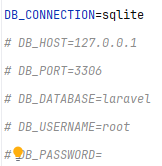 DB_CONNECTION=sqlite
# DB_HOST=127.0.0.1
# DB_PORT=3306
# DB_DATABASE=laravel
# DB_USERNAME=root
# DB_PASSWORD=